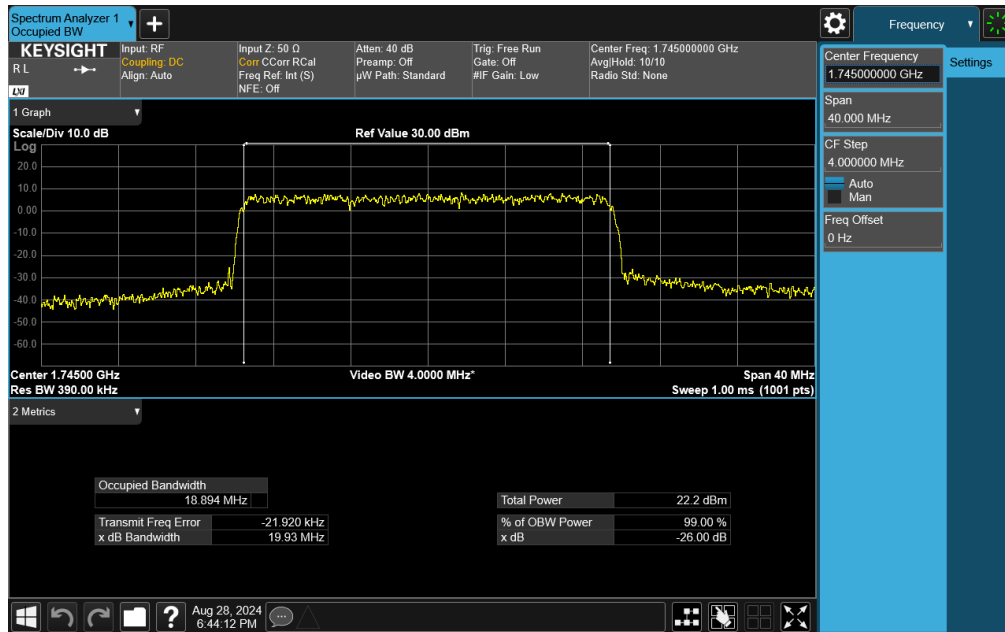 Spectrum Analyzer 1
Occupied BW
+
Frequency
KEYSIGHT
R L
LXI
Input: RF
Coupling: DC
Align: Auto
Input Z: 50 Ω
Corr CCorr RCal
Freq Ref: Int (S)
NFE: Off
Atten: 40 dB
Preamp: Off
µW Path: Standard
Trig: Free Run
Gate: Off
#IF Gain: Low
Center Freq: 1.745000000 GHz
Avg|Hold: 10/10
Radio Std: None
Center Frequency
1.745000000 GHz
Settings
Span
40.000 MHz
CF Step
4.000000 MHz
Auto
Man
Freq Offset
0 Hz
1 Graph
Scale/Div 10.0 dB
Ref Value 30.00 dBm
Log
20.0
10.0
0.00
-10.0
-20.0
-30.0
-40.0
-50.0
-60.0
Center 1.74500 GHz
Video BW 4.0000 MHz*
Span 40 MHz
Res BW 390.00 kHz
Sweep 1.00 ms (1001 pts)
2 Metrics
Occupied Bandwidth
18.894 MHz
Total Power 22.2 dBm
Transmit Freq Error -21.920 kHz
% of OBW Power 99.00 %
x dB Bandwidth 19.93 MHz
x dB -26.00 dB
?
Aug 28, 2024
6:44:12 PM